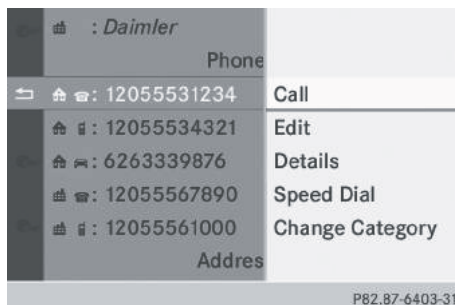 : Daimler
Phone
: 12055531234
Call
: 12055534321
Edit
: 6263339876
Details
: 12055567890
Speed Dial
: 12055561000
Change Category
Addres
P82.87-6403-31